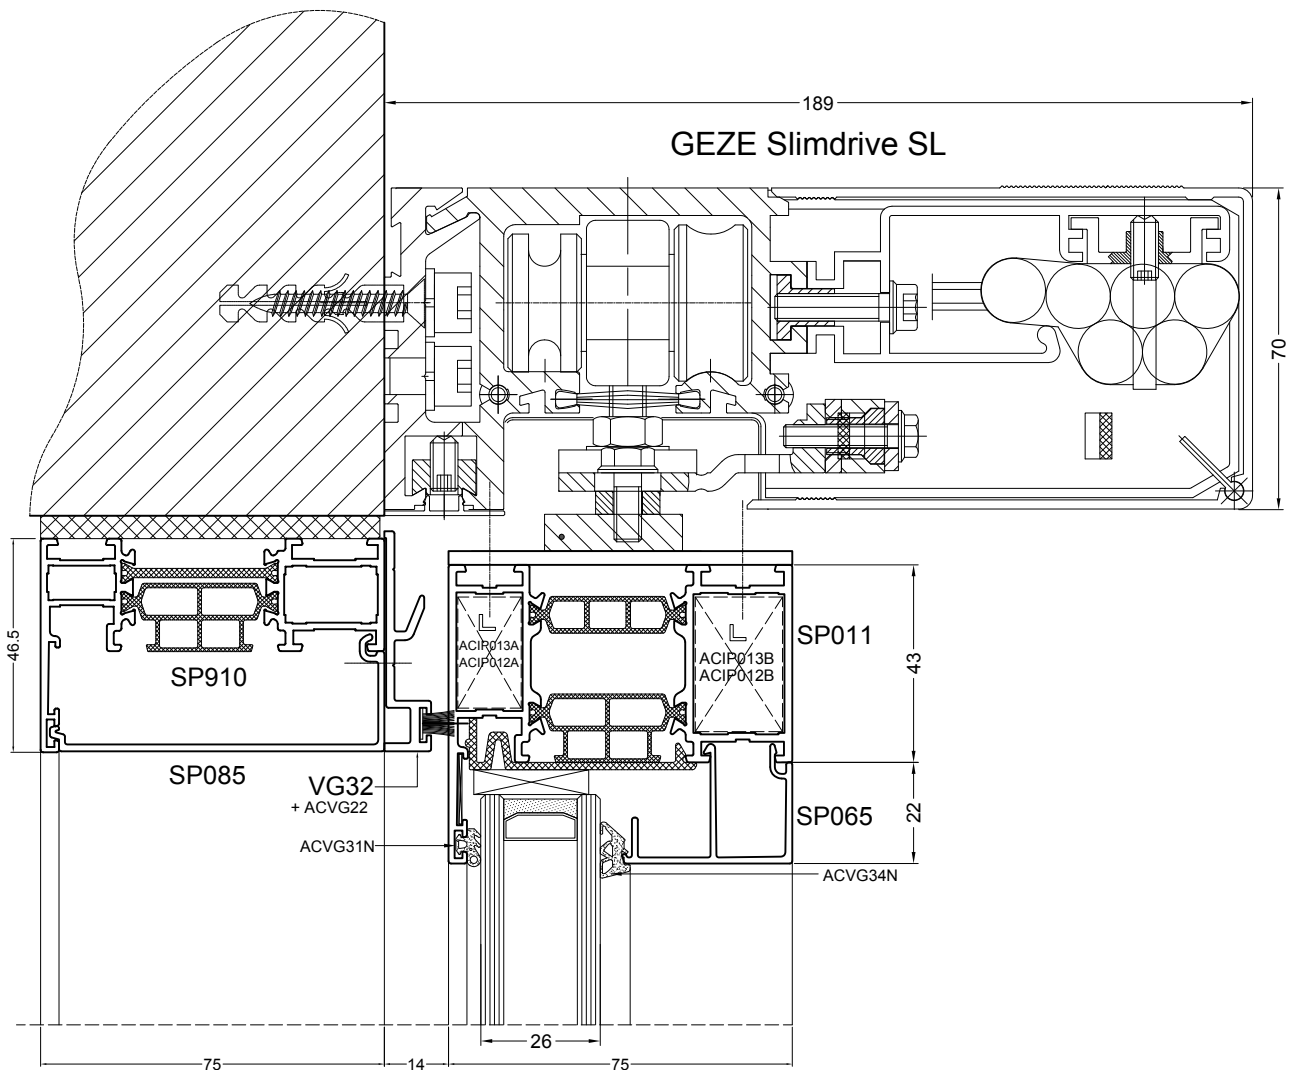 189
GEZE Slimdrive SL
70
46.5
SP910
SP085
VG32
+ ACVG22
ACVG31N
ACIP013A
ACIP012A
ACIP013B
ACIP012B
SP011
43
SP065
22
ACVG34N
26
75
14
75